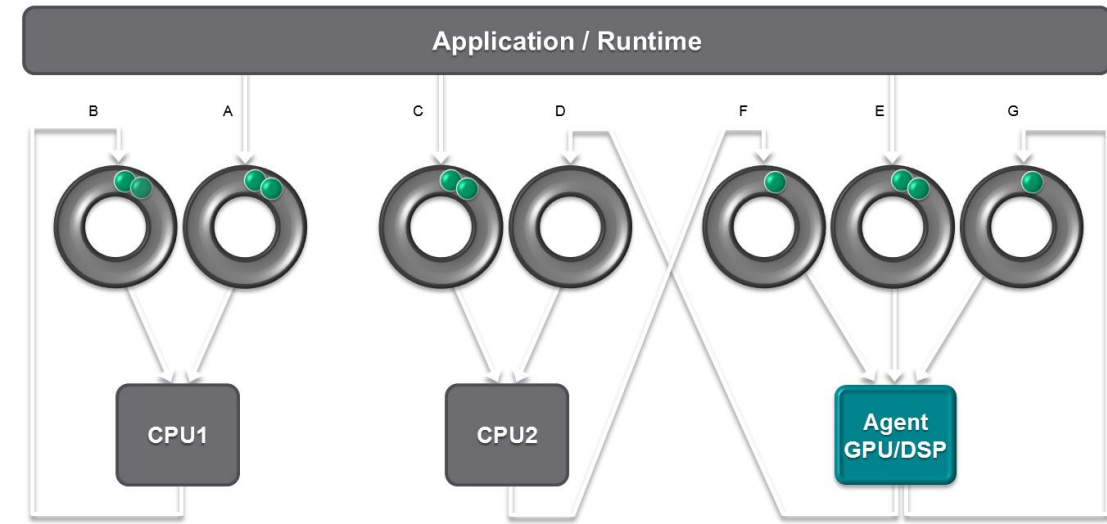 Application / Runtime
B A C D F E G
CPU1
CPU2
Agent
GPU/DSP